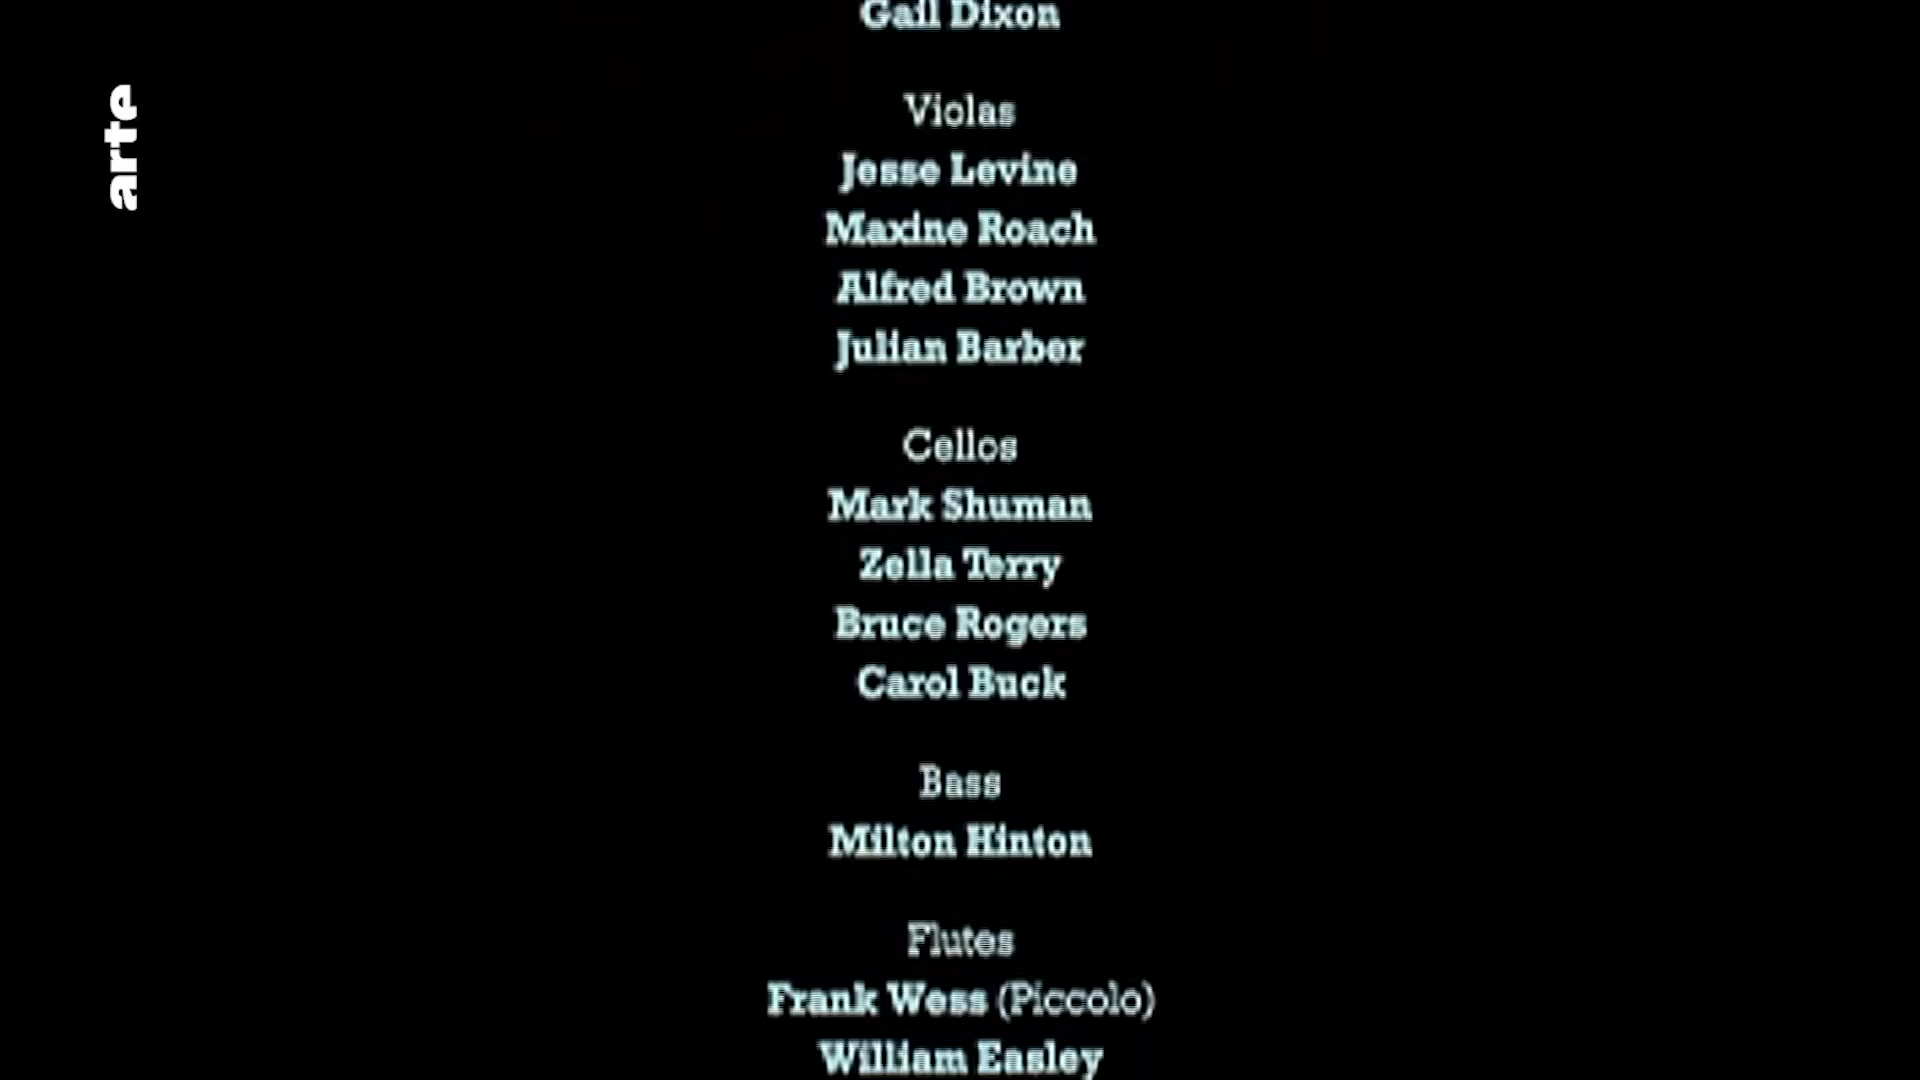 Gail Dixon
arte
Violas
Jesse Levine
Maxine Roach
Alfred Brown
Julian Barber
Cellos
Mark Shuman
Zella Terry
Bruce Rogers
Carol Buck
Bass
Milton Hinton
Flutes
Frank Wess (Piccolo)
William Easley